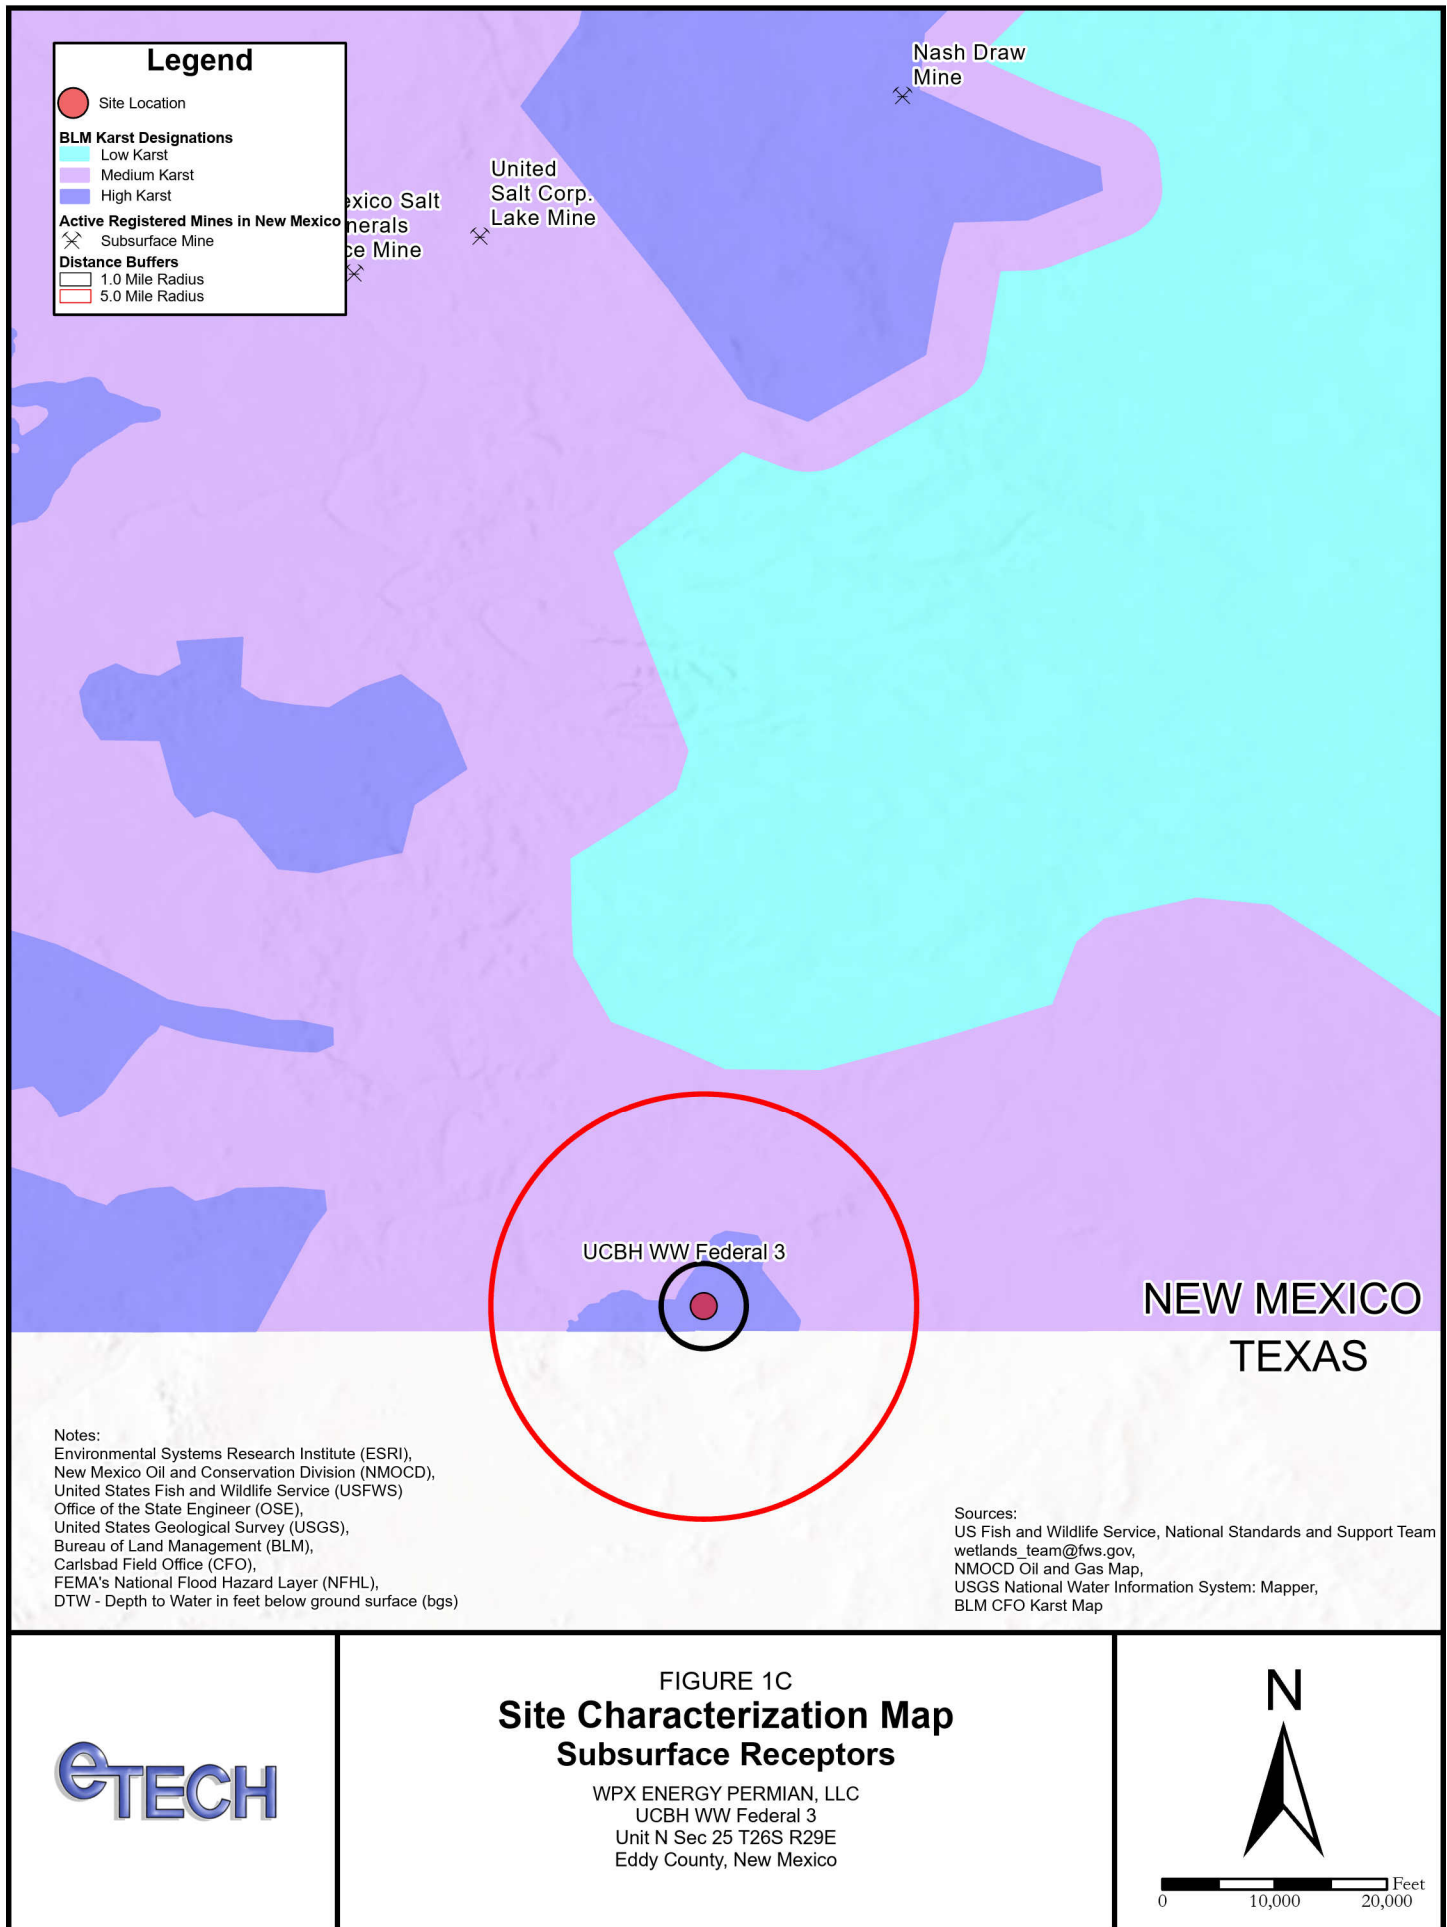 Legend
Site Location
BLM Karst Designations
Low Karst
Medium Karst
High Karst
Active Registered Mines in New Mexico
Subsurface Mine
Distance Buffers
1.0 Mile Radius
5.0 Mile Radius
Nash Draw
Mine
United
Salt Corp.
Lake Mine
exico Salt
nerals
ce Mine
UCBH WW Federal 3
NEW MEXICO
TEXAS
Notes:
Environmental Systems Research Institute (ESRI),
New Mexico Oil and Conservation Division (NMOCD),
United States Fish and Wildlife Service (USFWS)
Office of the State Engineer (OSE),
United States Geological Survey (USGS),
Bureau of Land Management (BLM),
Carlsbad Field Office (CFO),
FEMA's National Flood Hazard Layer (NFHL),
DTW - Depth to Water in feet below ground surface (bgs)
Sources:
US Fish and Wildlife Service, National Standards and Support Team
wetlands_team@fws.gov,
NMOCD Oil and Gas Map,
USGS National Water Information System: Mapper,
BLM CFO Karst Map
eTECH
FIGURE 1C
Site Characterization Map
Subsurface Receptors
WPX ENERGY PERMIAN, LLC
UCBH WW Federal 3
Unit N Sec 25 T26S R29E
Eddy County, New Mexico
N
Feet
0 10,000 20,000